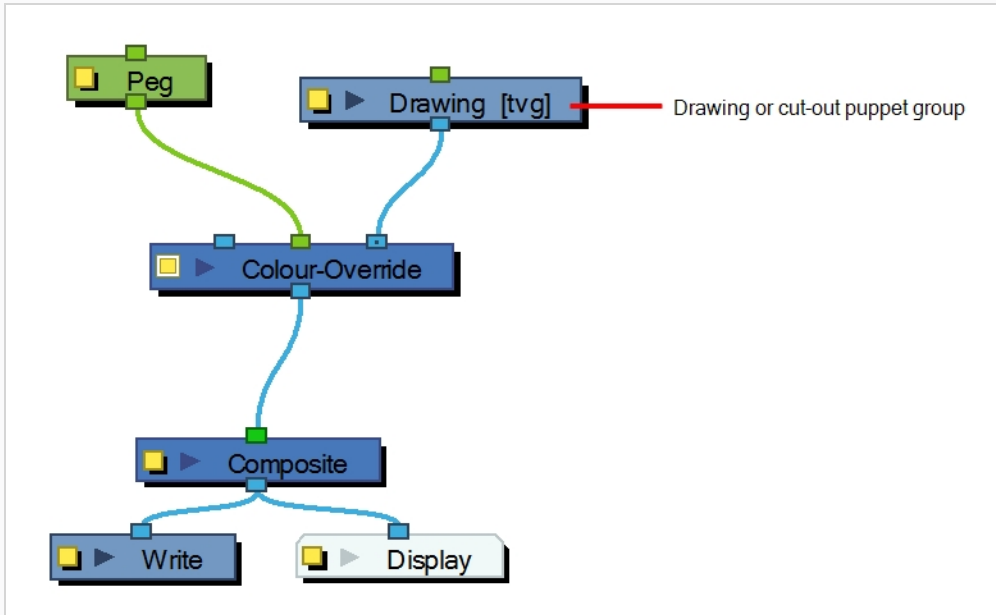 Peg
Drawing [tvg]
Drawing or cut-out puppet group
Colour-Override
Composite
Write
Display